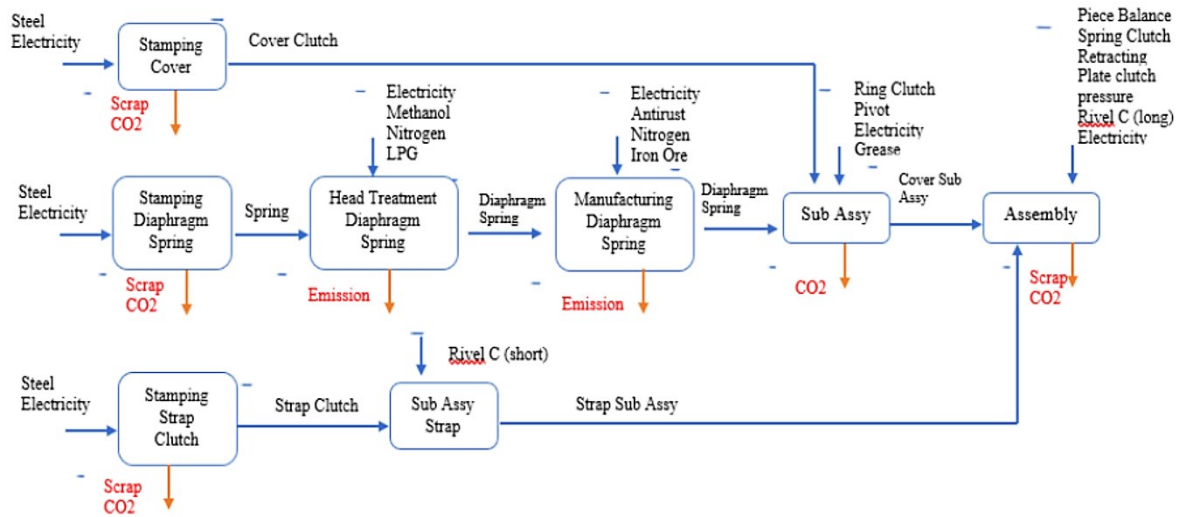 Steel
Electricity
Stamping
Cover
Cover Clutch
Scrap
CO2
Piece Balance
Spring Clutch
Retracting
Plate clutch
pressure
Rivel C (long)
Electricity
Electricity
Methanol
Nitrogen
LPG
Electricity
Antirust
Nitrogen
Iron Ore
Ring Clutch
Pivot
Electricity
Grease
Steel
Electricity
Stamping
Diaphragm
Spring
Spring
Head Treatment
Diaphragm
Spring
Diaphragm
Spring
Manufacturing
Diaphragm
Spring
Diaphragm
Spring
Sub Assy
Cover Sub
Assy
Assembly
Scrap
CO2
Emission
Emission
CO2
Scrap
CO2
Rivel C (short)
Steel
Electricity
Stamping
Strap
Clutch
Strap Clutch
Sub Assy
Strap
Strap Sub Assy
Scrap
CO2